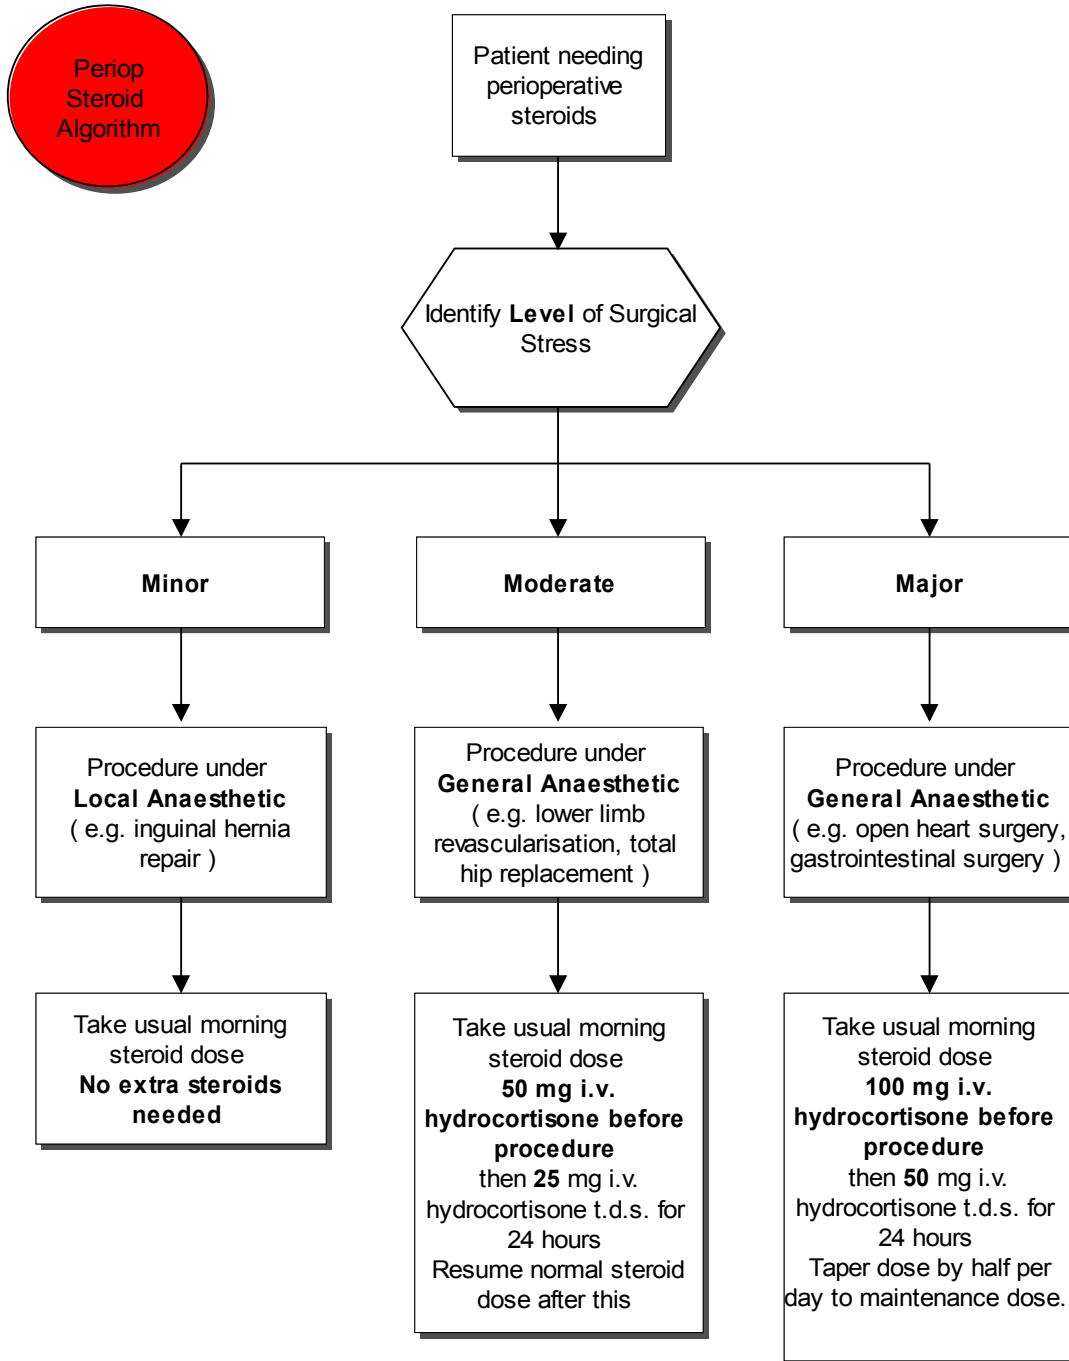 Periop
Steroid
Algorithm
Patient needing
perioperative
steroids
Identify Level of Surgical
Stress
Minor
Moderate
Major
Procedure under
Local Anaesthetic
( e.g. inguinal hernia
repair )
Procedure under
General Anaesthetic
( e.g. lower limb
revascularisation, total
hip replacement )
Procedure under
General Anaesthetic
( e.g. open heart surgery,
gastrointestinal surgery )
Take usual morning
steroid dose
No extra steroids
needed
Take usual morning
steroid dose
50 mg i.v.
hydrocortisone before
procedure
then 25 mg i.v.
hydrocortisone t.d.s. for
24 hours
Resume normal steroid
dose after this
Take usual morning
steroid dose
100 mg i.v.
hydrocortisone before
procedure
then 50 mg i.v.
hydrocortisone t.d.s. for
24 hours
Taper dose by half per
day to maintenance dose.